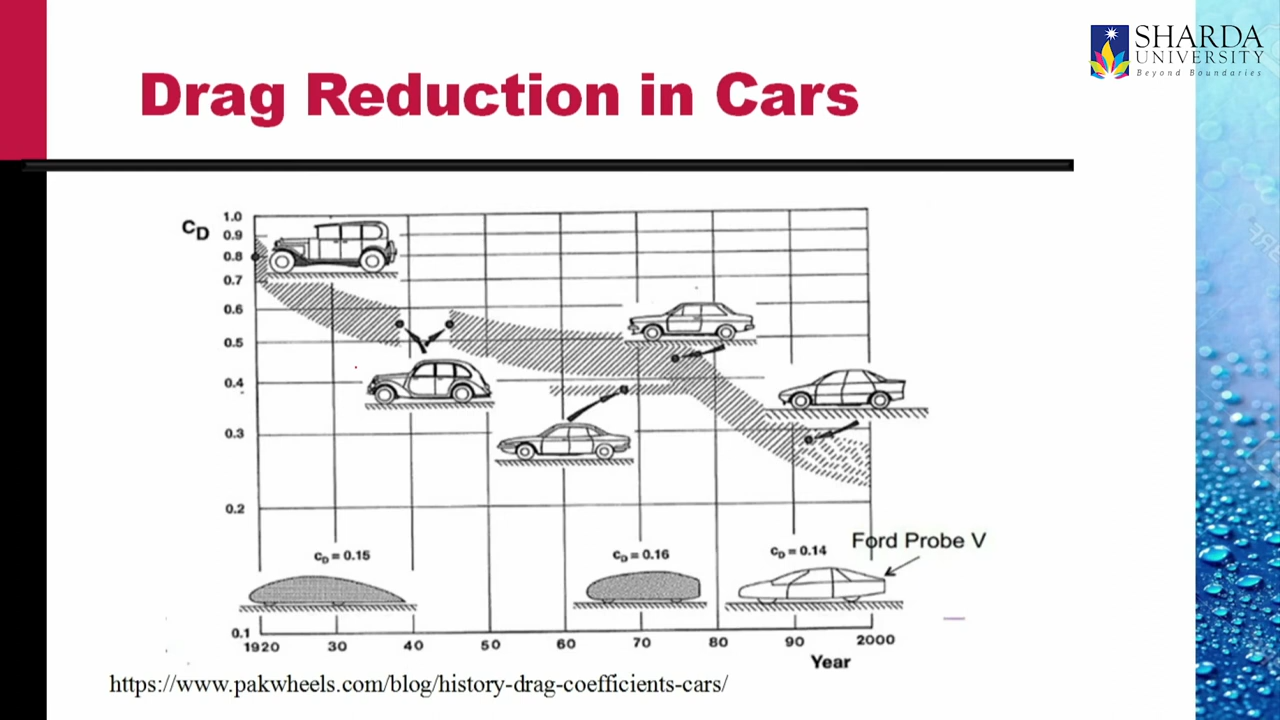 SHARDA
UNIVERSITY
Beyond Boundaries
Drag Reduction in Cars
CD
1.0
0.9
0.8
0.7
0.6
0.5
0.4
0.3
0.2
0.1
CD = 0.15
CD = 0.16
CD = 0.14
Ford Probe V
1920 30 40 50 60 70 80 90 2000
Year
https://www.pakwheels.com/blog/history-drag-coefficients-cars/